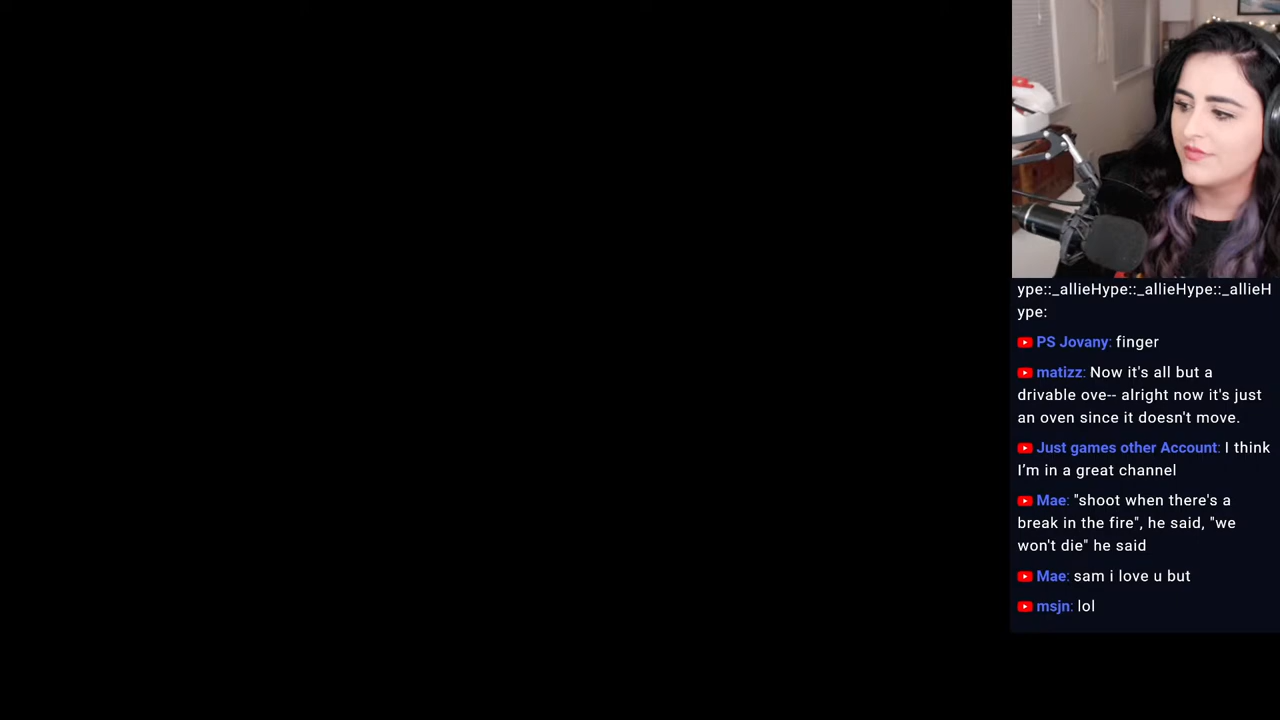 ype::_allieHype::_allieHype::_allieH
ype:
PS Jovany: finger
matizz: Now it's all but a
drivable ove-- alright now it's just
an oven since it doesn't move.
Just games other Account: I think
I’m in a great channel
Mae: "shoot when there's a
break in the fire", he said, "we
won't die" he said
Mae: sam i love u but
msjn: lol